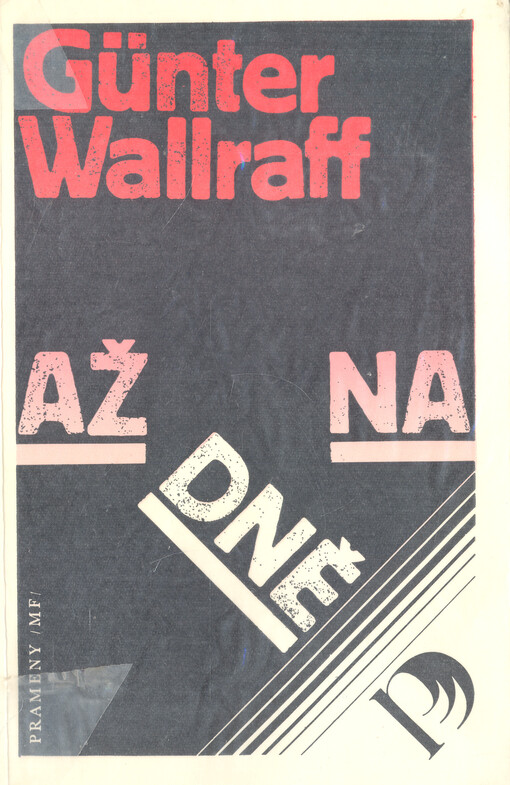 Günter
Wallraff
AŽ NA
DNĚ
PRAMENY /MF/